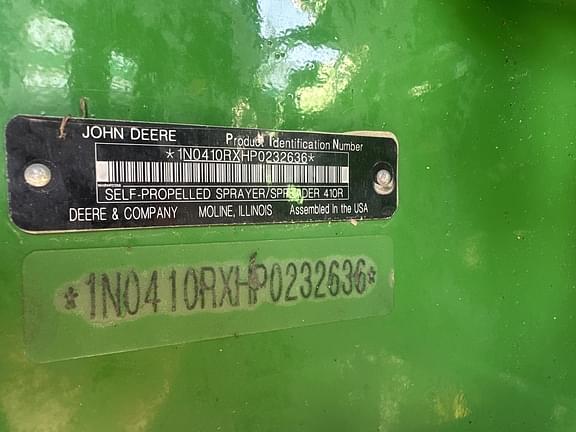 JOHN DEERE Product Identification Number
*1N0410RXHP0232636*
SELF-PROPELLED SPRAYER/SPREADER 410R
DEERE & COMPANY MOLINE, ILLINOIS Assembled in the USA
*1N0410RXHP0232636*